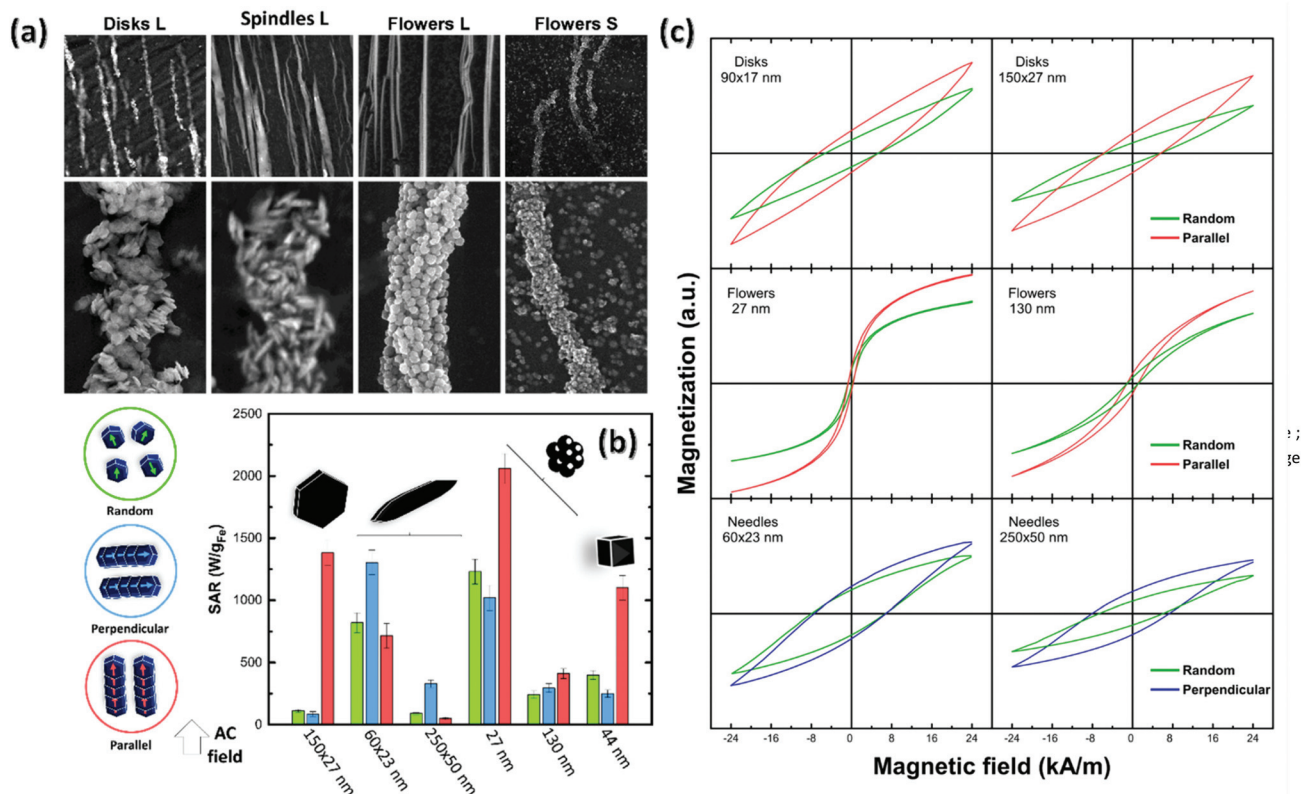 (a)
Disks L
Spindles L
Flowers L
Flowers S
Random
Perpendicular
Parallel
AC
field
(b)
SAR (W/gFe)
2500
2000
1500
1000
500
0
150x27 nm
60x23 nm
250x50 nm
27 nm
130 nm
44 nm
(c)
Magnetization (a.u.)
Disks
90x17 nm
Disks
150x27 nm
Random
Parallel
Flowers
27 nm
Flowers
130 nm
Random
Parallel
Random
Parallel
Needles
60x23 nm
Needles
250x50 nm
Random
Perpendicular
-24 -16 -8 0 8 16 24
-24 -16 -8 0 8 16 24
Magnetic field (kA/m)
e ;
ge